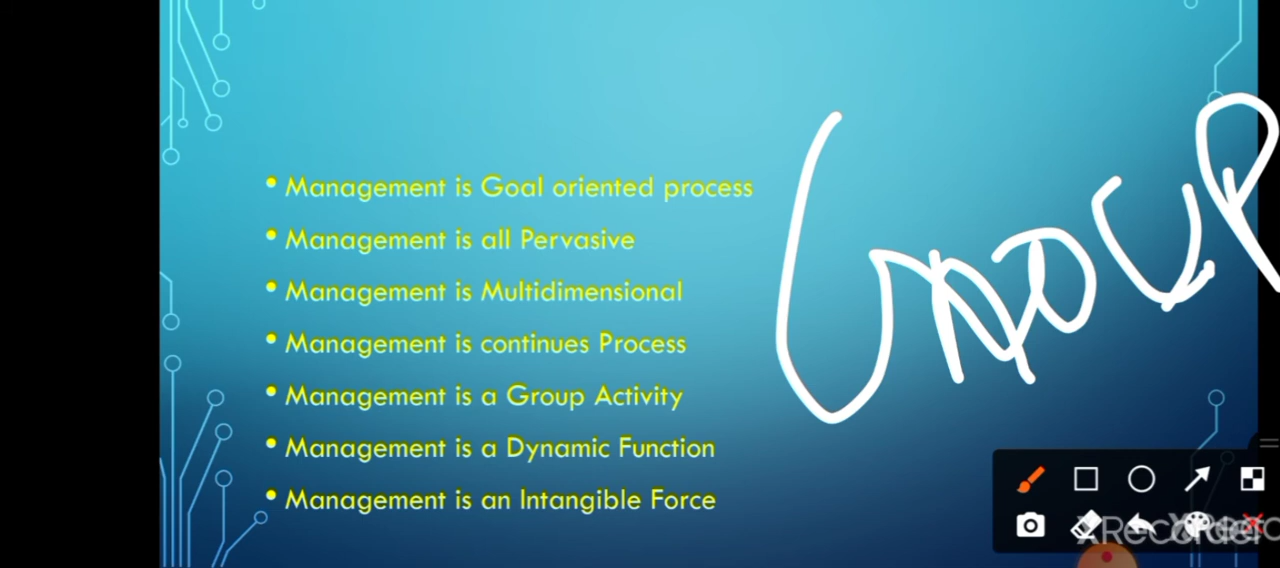 • Management is Goal oriented process
• Management is all Pervasive
• Management is Multidimensional
• Management is continues Process
• Management is a Group Activity
• Management is a Dynamic Function
• Management is an Intangible Force
GROUP
XRecorder